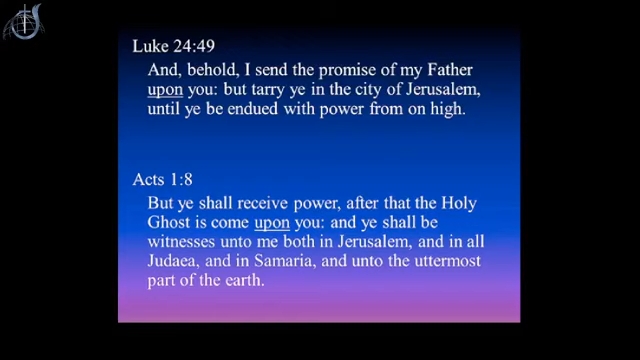 Luke 24:49
And, behold, I send the promise of my Father
upon you: but tarry ye in the city of Jerusalem,
until ye be endued with power from on high.
Acts 1:8
But ye shall receive power, after that the Holy
Ghost is come upon you: and ye shall be
witnesses unto me both in Jerusalem, and in all
Judaea, and in Samaria, and unto the uttermost
part of the earth.